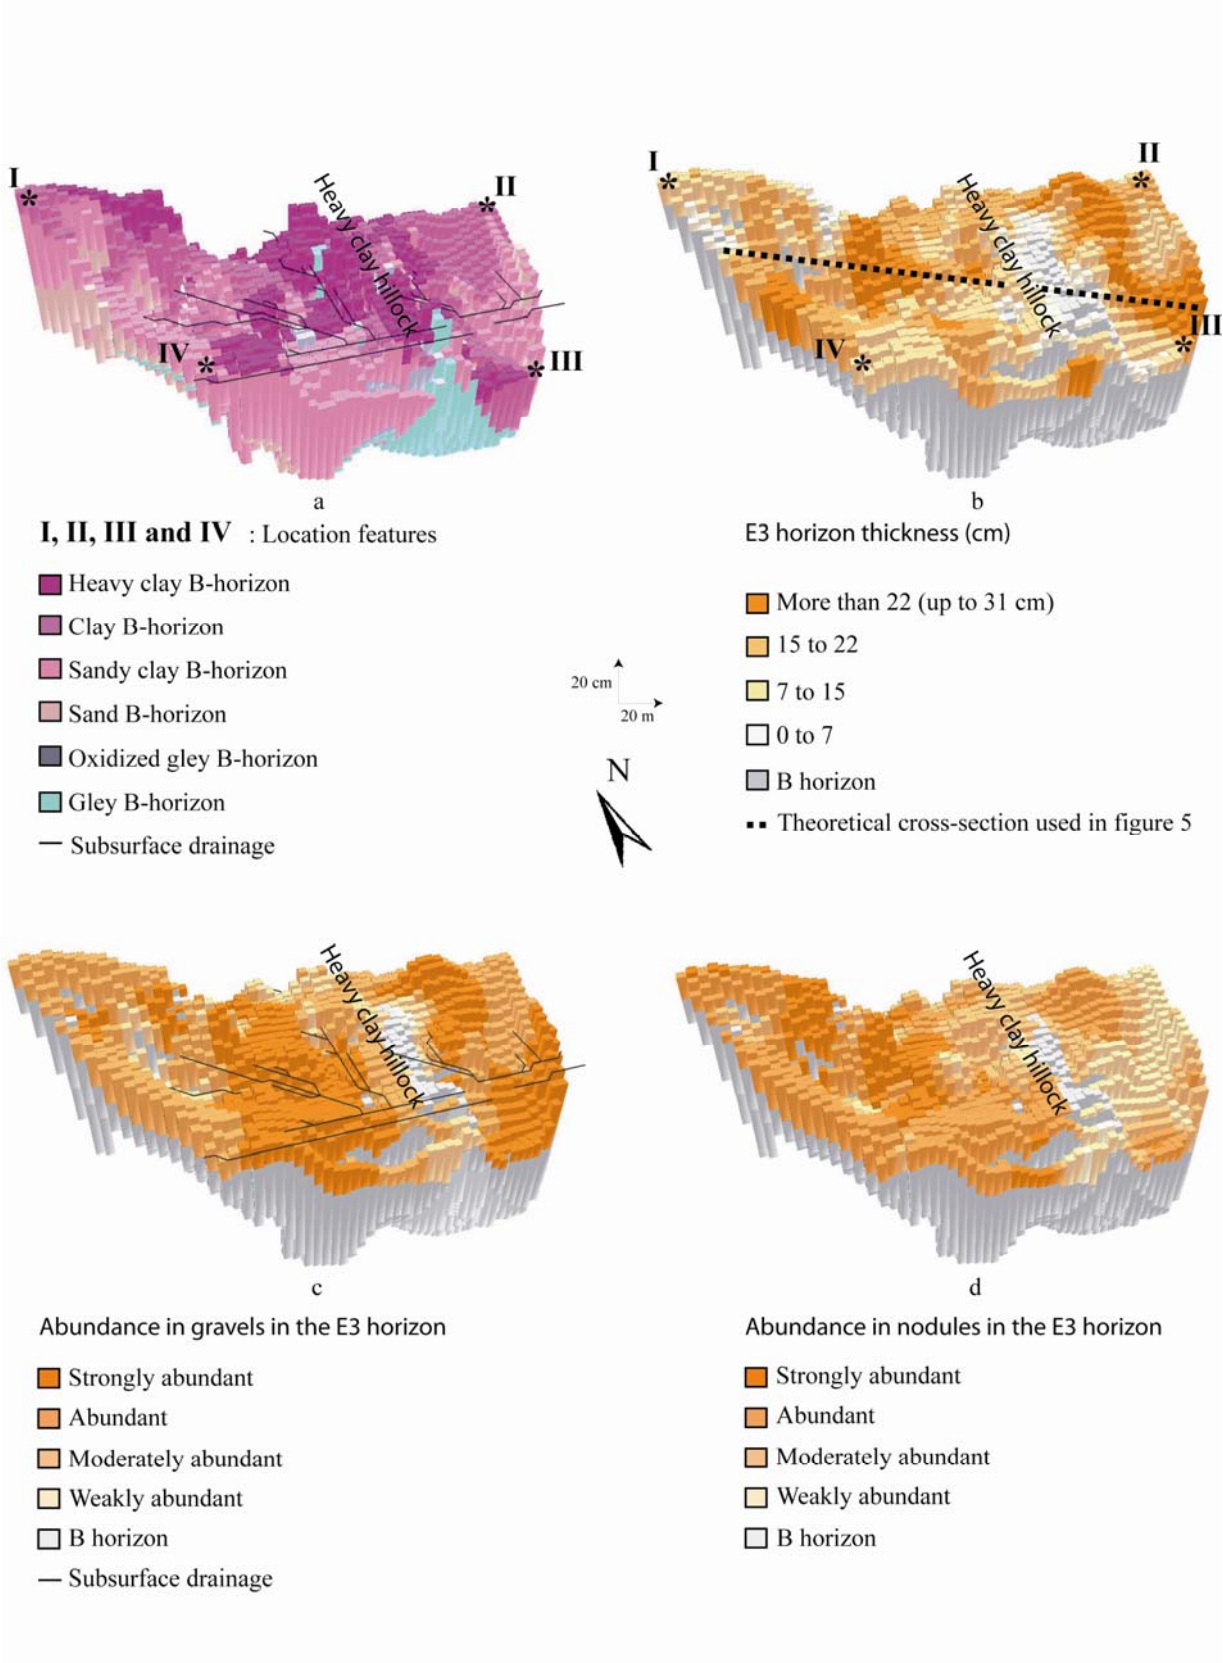 I
II
Heavy clay hillock
IV
III
a
I
II
Heavy clay hillock
IV
III
b
I, II, III and IV : Location features
Heavy clay B-horizon
Clay B-horizon
Sandy clay B-horizon
Sand B-horizon
Oxidized gley B-horizon
Gley B-horizon
Subsurface drainage
20 cm
20 m
N
E3 horizon thickness (cm)
More than 22 (up to 31 cm)
15 to 22
7 to 15
0 to 7
B horizon
Theoretical cross-section used in figure 5
Heavy clay hillock
c
Heavy clay hillock
d
Abundance in gravels in the E3 horizon
Strongly abundant
Abundant
Moderately abundant
Weakly abundant
B horizon
Subsurface drainage
Abundance in nodules in the E3 horizon
Strongly abundant
Abundant
Moderately abundant
Weakly abundant
B horizon